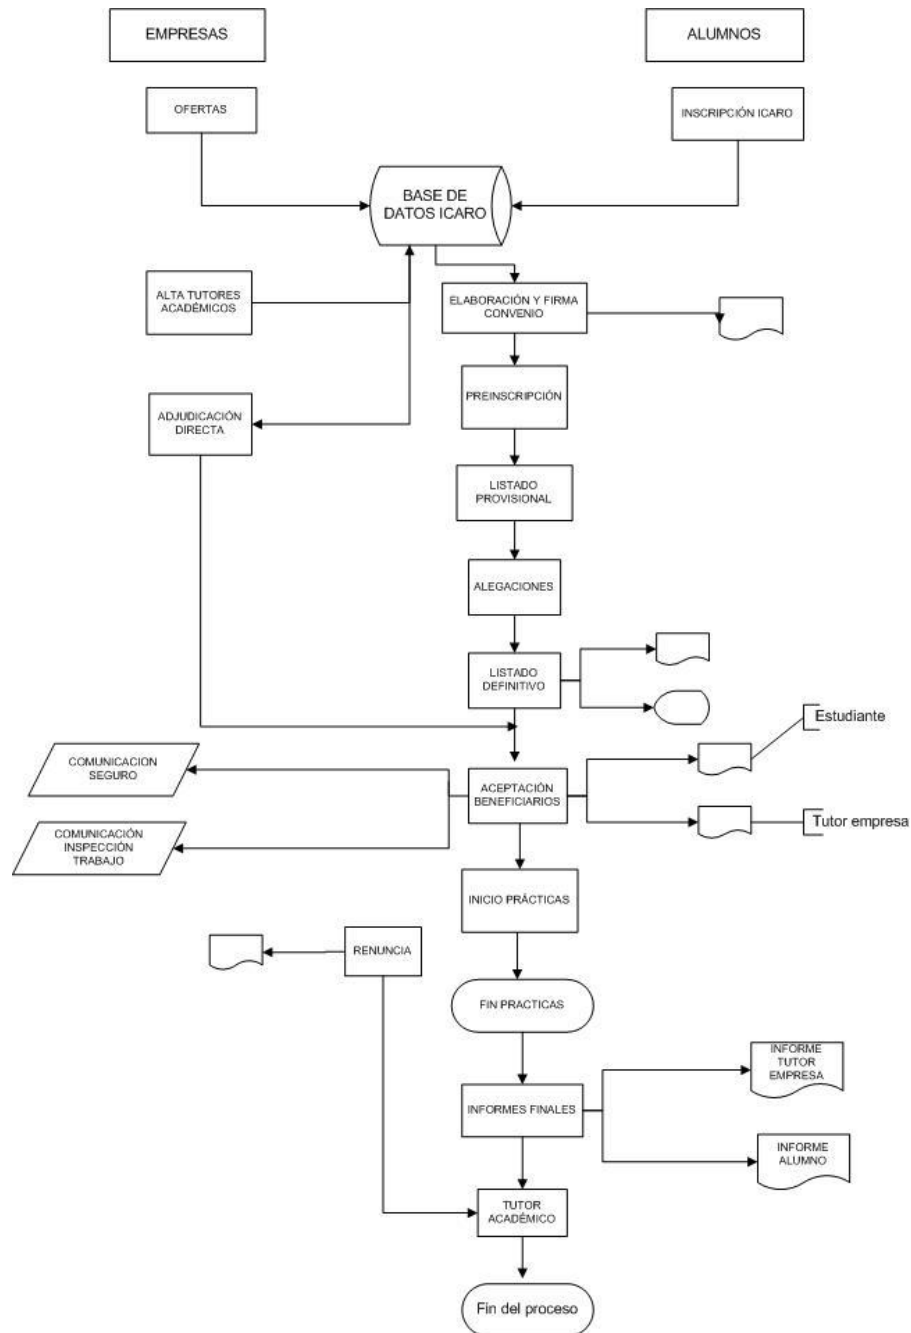 EMPRESAS
ALUMNOS
OFERTAS
INSCRIPCIÓN ICARO
BASE DE
DATOS ICARO
ALTA TUTORES
ACADÉMICOS
ELABORACIÓN Y FIRMA
CONVENIO
PREINSCRIPCIÓN
ADJUDICACIÓN
DIRECTA
LISTADO
PROVISIONAL
ALEGACIONES
LISTADO
DEFINITIVO
Estudiante
COMUNICACION
SEGURO
ACEPTACIÓN
BENEFICIARIOS
Tutor empresa
COMUNICACIÓN
INSPECCIÓN
TRABAJO
INICIO PRÁCTICAS
RENUNCIA
FIN PRACTICAS
INFORME
TUTOR
EMPRESA
INFORMES FINALES
INFORME
ALUMNO
TUTOR
ACADÉMICO
Fin del proceso